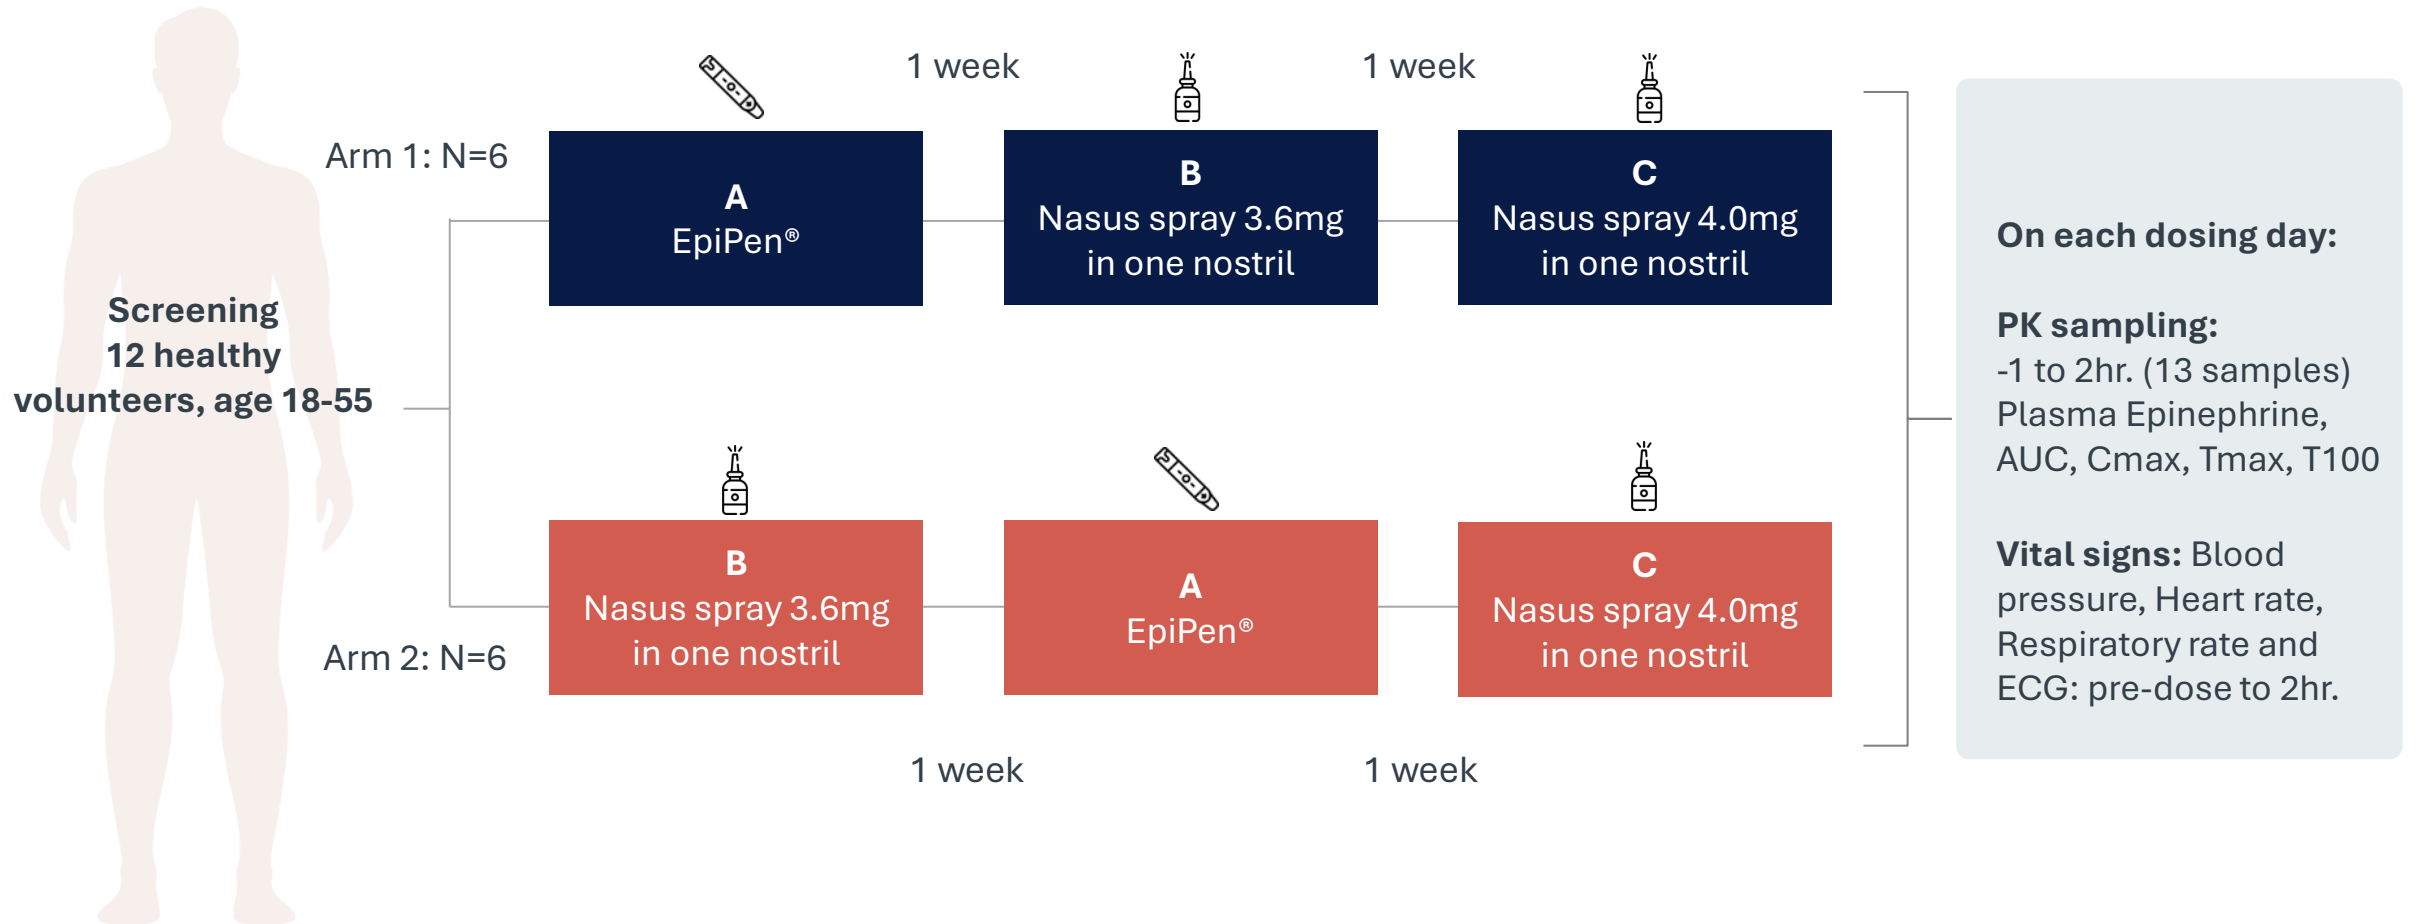 Screening
12 healthy
volunteers, age 18-55
Arm 1: N=6
A
EpiPen®
1 week
B
Nasus spray 3.6mg
in one nostril
1 week
C
Nasus spray 4.0mg
in one nostril
Arm 2: N=6
B
Nasus spray 3.6mg
in one nostril
1 week
A
EpiPen®
1 week
C
Nasus spray 4.0mg
in one nostril
On each dosing day:
PK sampling:
-1 to 2hr. (13 samples)
Plasma Epinephrine,
AUC, Cmax, Tmax, T100
Vital signs: Blood
pressure, Heart rate,
Respiratory rate and
ECG: pre-dose to 2hr.